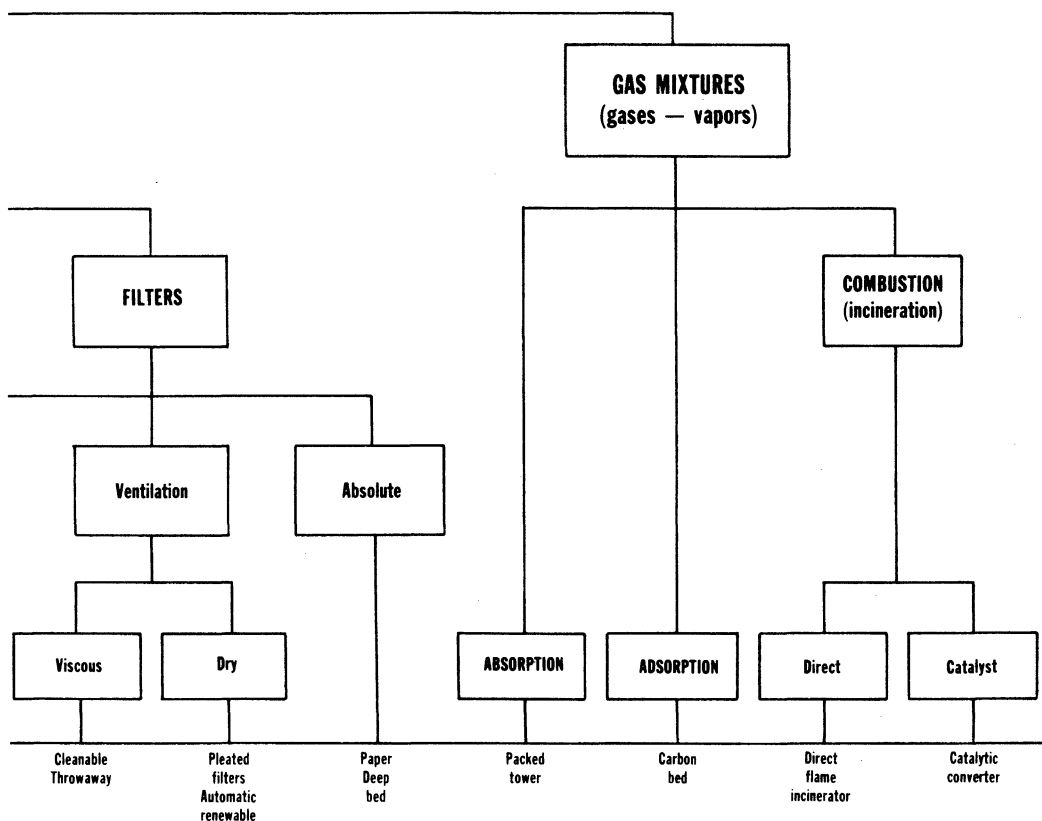 GAS MIXTURES
(gases — vapors)
FILTERS
COMBUSTION
(incineration)
Ventilation
Absolute
Viscous
Dry
ABSORPTION
ADSORPTION
Direct
Catalyst
Cleanable
Throwaway
Pleated
filters
Automatic
renewable
Paper
Deep
bed
Packed
tower
Carbon
bed
Direct
flame
incinerator
Catalytic
converter